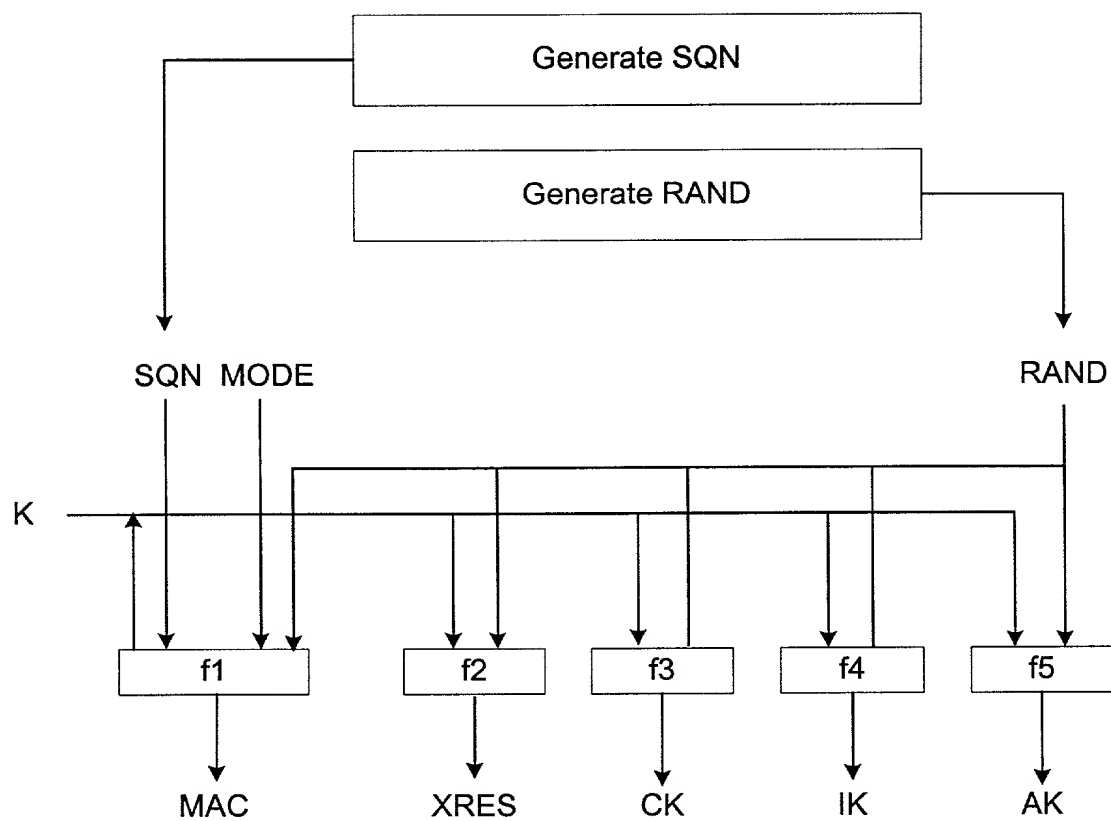 Generate SQN
Generate RAND
SQN MODE
RAND
K
f1
f2
f3
f4
f5
MAC
XRES
CK
IK
AK